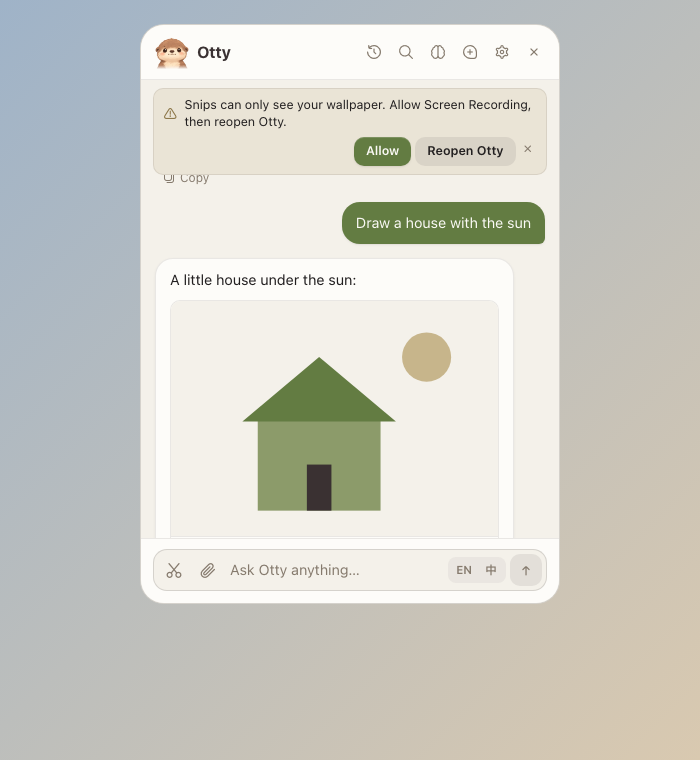 Otty
Snips can only see your wallpaper. Allow Screen Recording,
then reopen Otty.
Allow
Reopen Otty
Copy
Draw a house with the sun
A little house under the sun:
Ask Otty anything...
EN 中